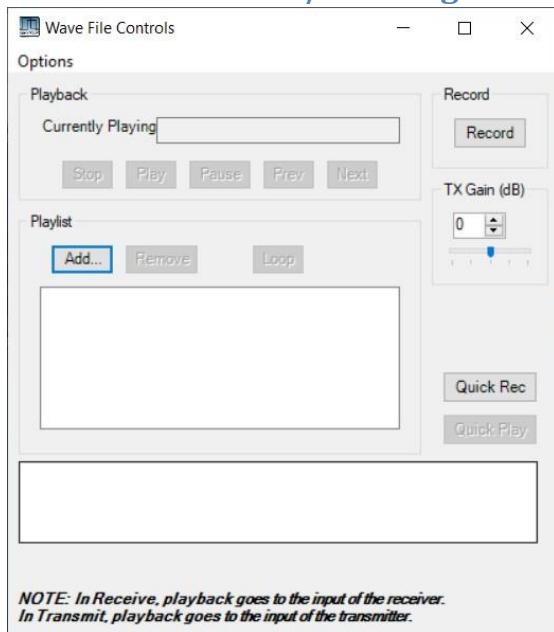 Wave File Controls
Options
Playback
Currently Playing
Stop Play Pause Prev Next
Record
Record
TX Gain (dB)
0
Playlist
Add... Remove Loop
Quick Rec
Quick Play
NOTE: In Receive, playback goes to the input of the receiver.
In Transmit, playback goes to the input of the transmitter.